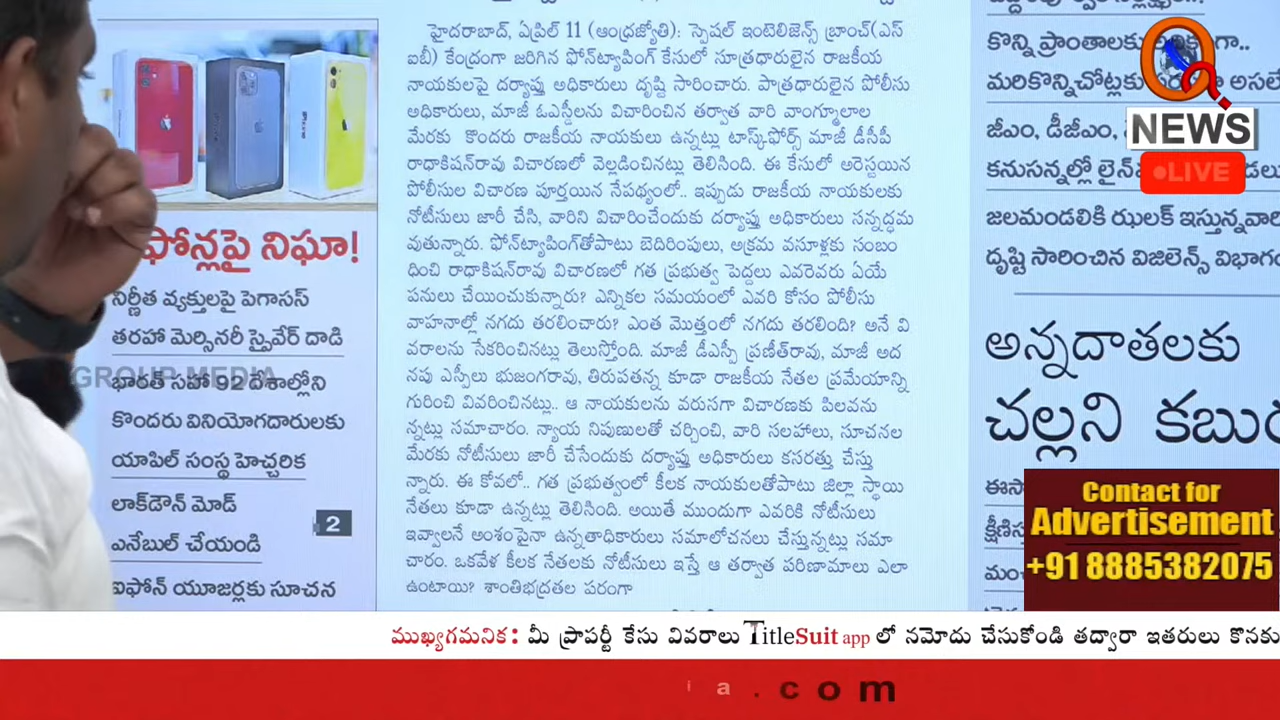 ఫోన్లపై నిఘా!
నిర్ణీత వ్యక్తులపై పెగాసస్
తరహా మెర్సినరీ స్పైవేర్ దాడి
భారత్ సహా 92 దేశాల్లోని
కొందరు వినియోగదారులకు
యాపిల్ సంస్థ హెచ్చరిక
లాక్‌డౌన్ మోడ్
ఎనేబుల్ చేయండి
2
ఐఫోన్ యూజర్లకు సూచన
GROUP MEDIA
హైదరాబాద్, ఏప్రిల్ 11 (ఆంధ్రజ్యోతి): స్పెషల్ ఇంటెలిజెన్స్ బ్రాంచ్(ఎస్
ఐబీ) కేంద్రంగా జరిగిన ఫోన్‌ట్యాపింగ్ కేసులో సూత్రధారులైన రాజకీయ
నాయకులపై దర్యాప్తు అధికారులు దృష్టి సారించారు. పాత్రధారులైన పోలీసు
అధికారులు, మాజీ ఓఎస్డీలను విచారించిన తర్వాత వారి వాంగ్మూలాల
మేరకు కొందరు రాజకీయ నాయకులు ఉన్నట్లు టాస్క్‌ఫోర్స్ మాజీ డీసీపీ
రాధాకిషన్‌రావు విచారణలో వెల్లడించినట్లు తెలిసింది. ఈ కేసులో అరెస్టయిన
పోలీసుల విచారణ పూర్తయిన నేపథ్యంలో.. ఇప్పుడు రాజకీయ నాయకులకు
నోటీసులు జారీ చేసి, వారిని విచారించేందుకు దర్యాప్తు అధికారులు సన్నద్ధమ
వుతున్నారు. ఫోన్‌ట్యాపింగ్‌తోపాటు బెదిరింపులు, అక్రమ వసూళ్లకు సంబం
ధించి రాధాకిషన్‌రావు విచారణలో గత ప్రభుత్వ పెద్దలు ఎవరెవరు ఏయే
పనులు చేయించుకున్నారు? ఎన్నికల సమయంలో ఎవరి కోసం పోలీసు
వాహనాల్లో నగదు తరలించారు? ఎంత మొత్తంలో నగదు తరలింది? అనే వి
వరాలను సేకరించినట్లు తెలుస్తోంది. మాజీ డీఎస్పీ ప్రణీత్‌రావు, మాజీ అద
నపు ఎస్పీలు భుజంగరావు, తిరుపతన్న కూడా రాజకీయ నేతల ప్రమేయాన్ని
గురించి వివరించినట్లు.. ఆ నాయకులను వరుసగా విచారణకు పిలవను
న్నట్లు సమాచారం. న్యాయ నిపుణులతో చర్చించి, వారి సలహాలు, సూచనల
మేరకు నోటీసులు జారీ చేసేందుకు దర్యాప్తు అధికారులు కసరత్తు చేస్తు
న్నారు. ఈ కోవలో.. గత ప్రభుత్వంలో కీలక నాయకులతోపాటు జిల్లా స్థాయి
నేతలు కూడా ఉన్నట్లు తెలిసింది. అయితే ముందుగా ఎవరికి నోటీసులు
ఇవ్వాలనే అంశంపైనా ఉన్నతాధికారులు సమాలోచనలు చేస్తున్నట్లు సమా
చారం. ఒకవేళ కీలక నేతలకు నోటీసులు ఇస్తే ఆ తర్వాత పరిణామాలు ఎలా
ఉంటాయి? శాంతిభద్రతల పరంగా
కొన్ని ప్రాంతాలకు
మరికొన్నిచోట్లకు
జీఎం, డీజీఎం,
కనుసన్నల్లో
జలమండలికి ఝలక్ ఇస్తున్నవారి
దృష్టి సారించిన విజిలెన్స్
అన్నదాతలకు
చల్లని
NEWS
LIVE
Contact for
Advertisement
+91 8885382075
ముఖ్యగమనిక: మీ ప్రాపర్టీ కేసు వివరాలు TitleSuit app లో నమోదు చేసుకోండి తద్వారా ఇతరులు కొనకు
i a . c o m